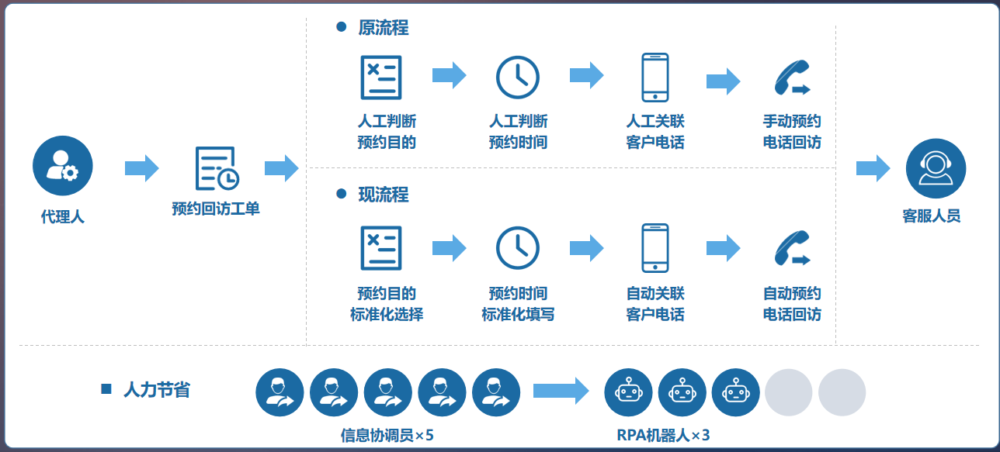 原流程
人工判断
预约目的
人工判断
预约时间
人工关联
客户电话
手动预约
电话回访
代理人
预约回访工单
现流程
预约目的
标准化选择
预约时间
标准化填写
自动关联
客户电话
自动预约
电话回访
客服人员
人力节省
信息协调员×5
RPA机器人×3